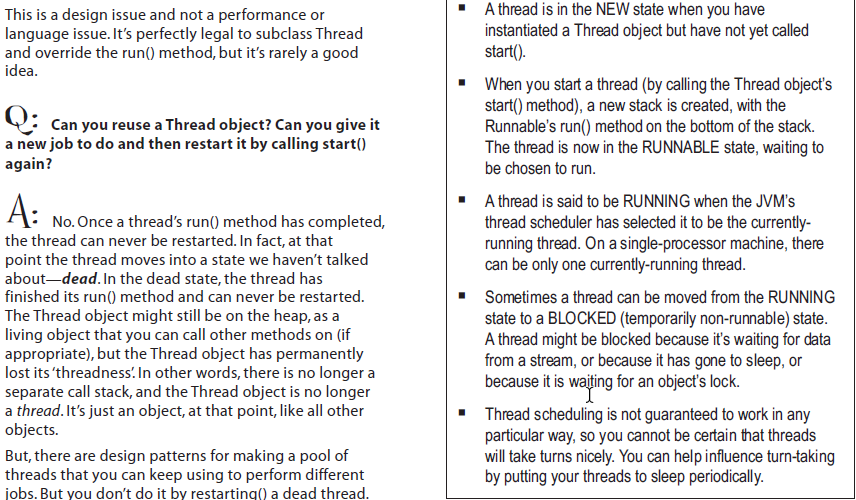 This is a design issue and not a performance or
language issue. It's perfectly legal to subclass Thread
and override the run() method, but it's rarely a good
idea.
Q: Can you reuse a Thread object? Can you give it
a new job to do and then restart it by calling start()
again?
A: No. Once a thread's run() method has completed,
the thread can never be restarted. In fact, at that
point the thread moves into a state we haven't talked
about—dead. In the dead state, the thread has
finished its run() method and can never be restarted.
The Thread object might still be on the heap, as a
living object that you can call other methods on (if
appropriate), but the Thread object has permanently
lost its 'threadness'. In other words, there is no longer a
separate call stack, and the Thread object is no longer
a thread. It's just an object, at that point, like all other
objects.
But, there are design patterns for making a pool of
threads that you can keep using to perform different
jobs. But you don't do it by restarting() a dead thread.
■ A thread is in the NEW state when you have
instantiated a Thread object but have not yet called
start().
■ When you start a thread (by calling the Thread object's
start() method), a new stack is created, with the
Runnable's run() method on the bottom of the stack.
The thread is now in the RUNNABLE state, waiting to
be chosen to run.
■ A thread is said to be RUNNING when the JVM's
thread scheduler has selected it to be the currently-
running thread. On a single-processor machine, there
can be only one currently-running thread.
■ Sometimes a thread can be moved from the RUNNING
state to a BLOCKED (temporarily non-runnable) state.
A thread might be blocked because it's waiting for data
from a stream, or because it has gone to sleep, or
because it is waiting for an object's lock.
■ Thread scheduling is not guaranteed to work in any
particular way, so you cannot be certain that threads
will take turns nicely. You can help influence turn-taking
by putting your threads to sleep periodically.